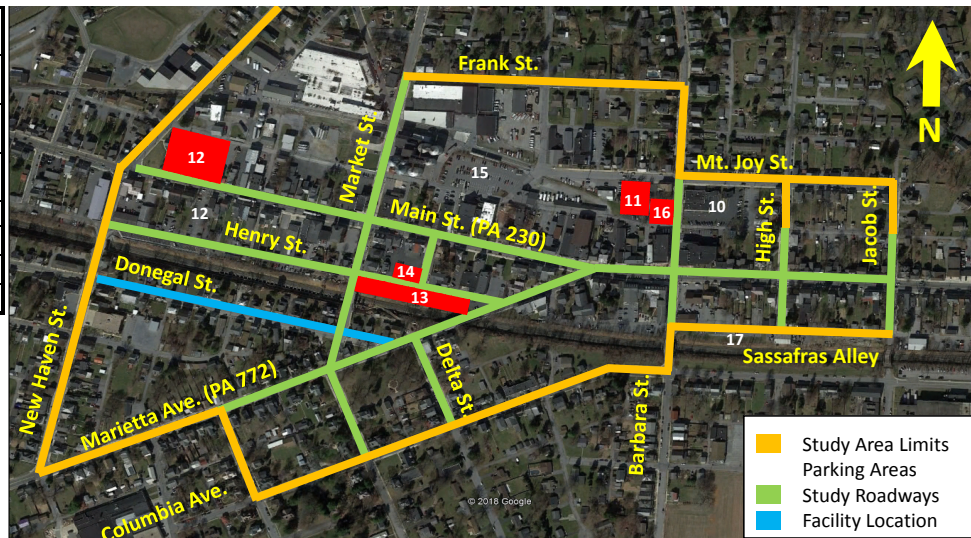 Frank St.
N
Market St.
Mt. Joy St.
12
15
11
16
10
High St.
Jacob St.
12
Main St. (PA 230)
Henry St.
14
13
Donegal St.
17
Sassafras Alley
New Haven St.
Marietta Ave. (PA 772)
Delta St.
Barbara St.
Columbia Ave.
© 2018 Google
Study Area Limits
Parking Areas
Study Roadways
Facility Location